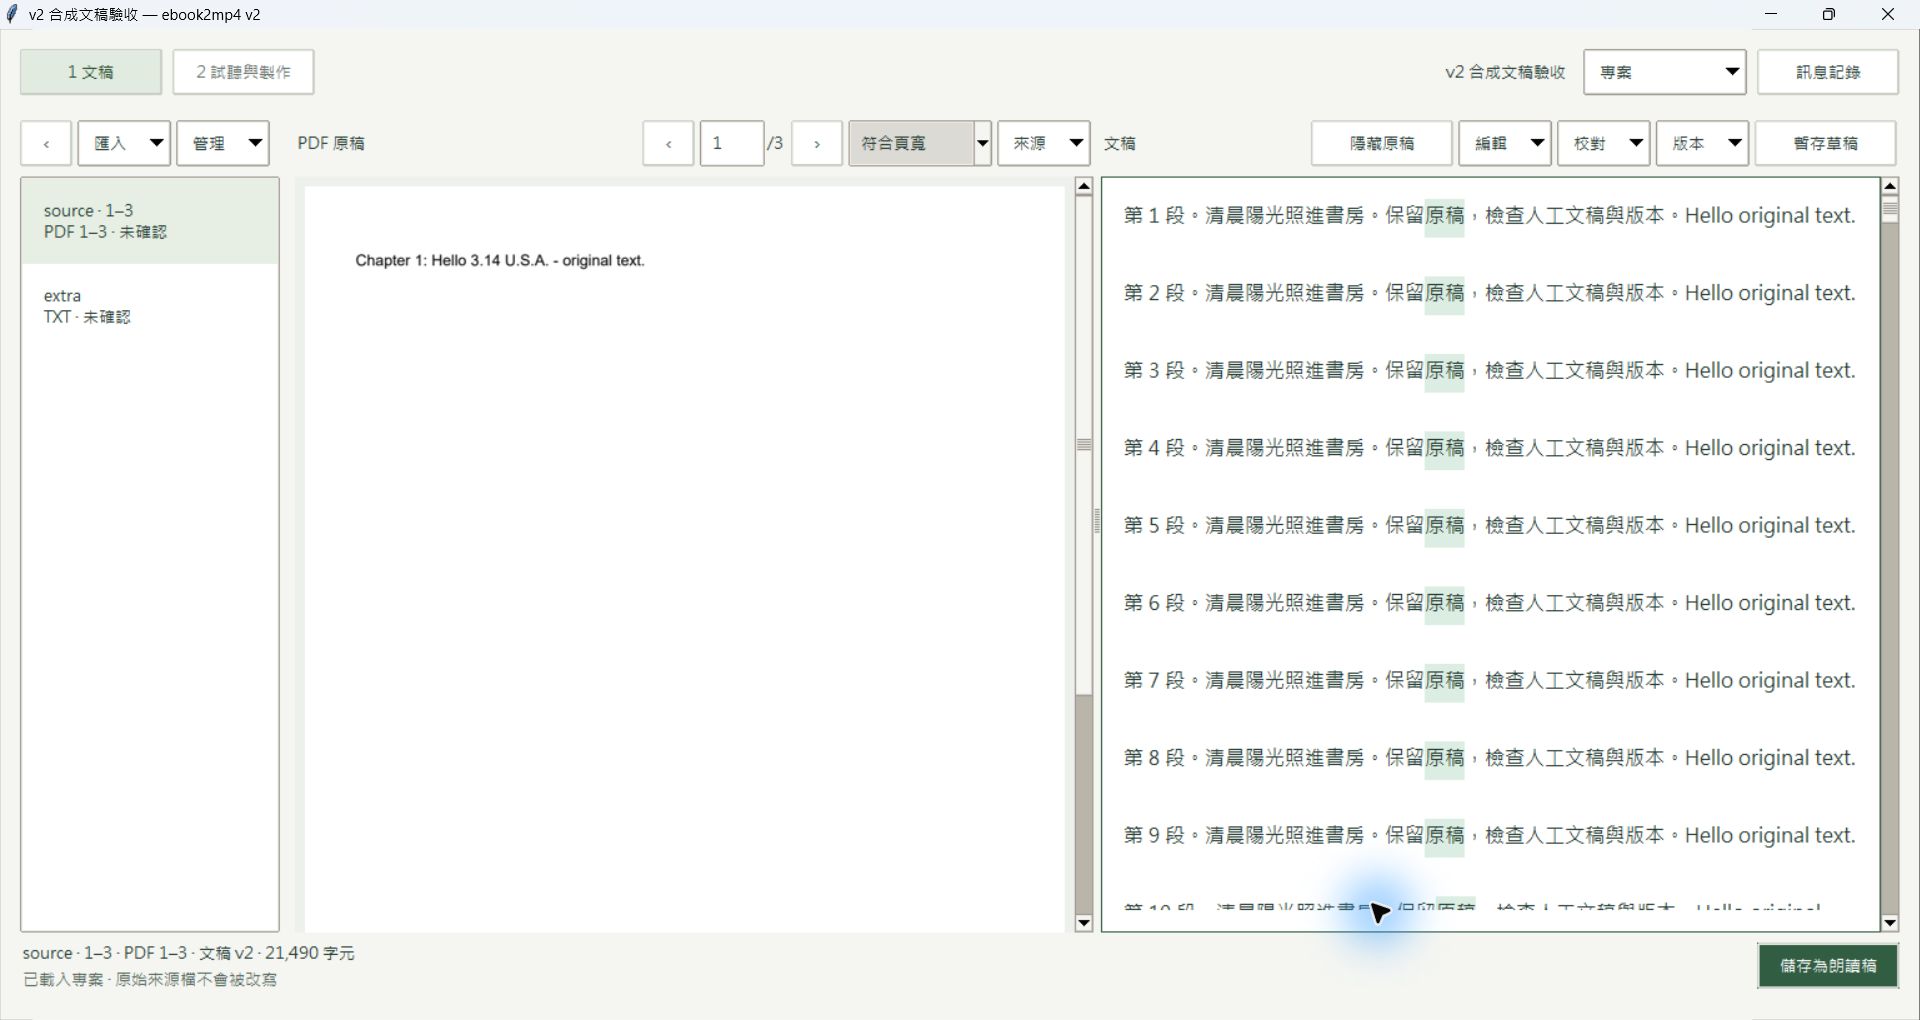 v2 合成文稿驗收 — ebook2mp4 v2
1 文稿
2 試聽與製作
v2 合成文稿驗收
專案
訊息記錄
‹
匯入
管理
PDF 原稿
‹
1
/3
›
符合頁寬
來源
文稿
隱藏原稿
編輯
校對
版本
暫存草稿
source · 1–3
PDF 1–3 · 未確認
extra
TXT · 未確認
Chapter 1: Hello 3.14 U.S.A. - original text.
第 1 段。清晨陽光照進書房。保留原稿，檢查人工文稿與版本。Hello original text.
第 2 段。清晨陽光照進書房。保留原稿，檢查人工文稿與版本。Hello original text.
第 3 段。清晨陽光照進書房。保留原稿，檢查人工文稿與版本。Hello original text.
第 4 段。清晨陽光照進書房。保留原稿，檢查人工文稿與版本。Hello original text.
第 5 段。清晨陽光照進書房。保留原稿，檢查人工文稿與版本。Hello original text.
第 6 段。清晨陽光照進書房。保留原稿，檢查人工文稿與版本。Hello original text.
第 7 段。清晨陽光照進書房。保留原稿，檢查人工文稿與版本。Hello original text.
第 8 段。清晨陽光照進書房。保留原稿，檢查人工文稿與版本。Hello original text.
第 9 段。清晨陽光照進書房。保留原稿，檢查人工文稿與版本。Hello original text.
source · 1–3 · PDF 1–3 · 文稿 v2 · 21,490 字元
已載入專案 · 原始來源檔不會被改寫
儲存為朗讀稿